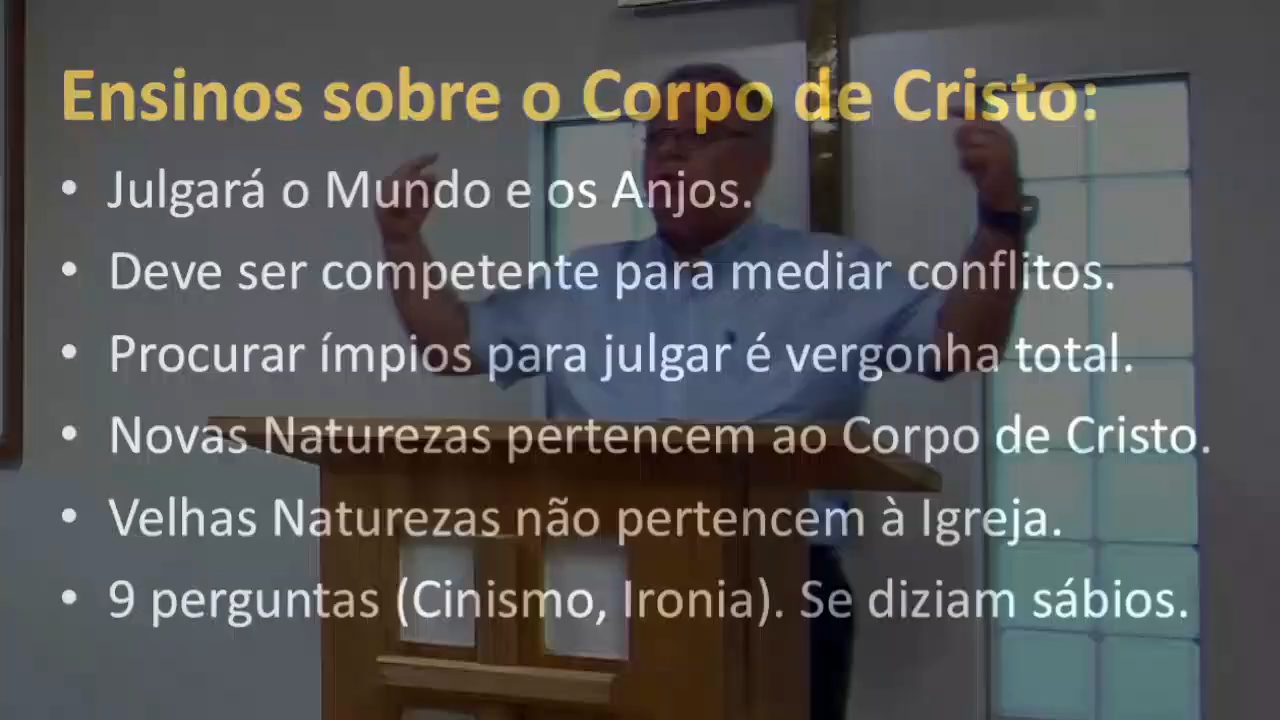 Ensinos sobre o Corpo de Cristo:
• Julgará o Mundo e os Anjos.
• Deve ser competente para mediar conflitos.
• Procurar ímpios para julgar é vergonha total.
• Novas Naturezas pertencem ao Corpo de Cristo.
• Velhas Naturezas não pertencem à Igreja.
• 9 perguntas (Cinismo, Ironia). Se diziam sábios.